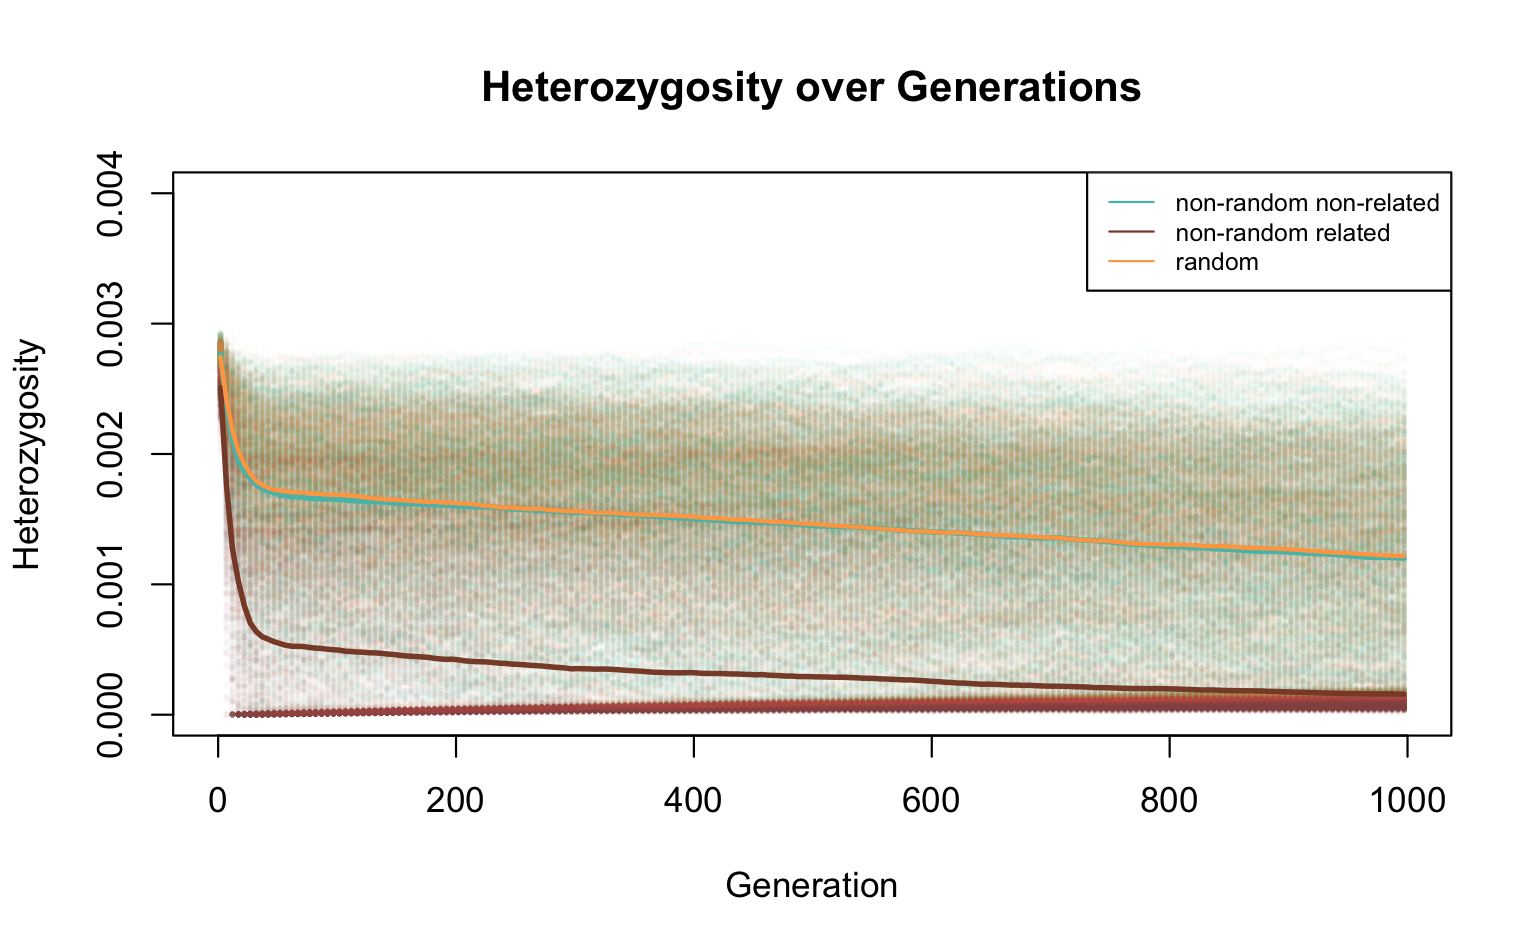 Heterozygosity over Generations
non-random non-related
non-random related
random
Heterozygosity
0.004
0.003
0.002
0.001
0.000
0 200 400 600 800 1000
Generation